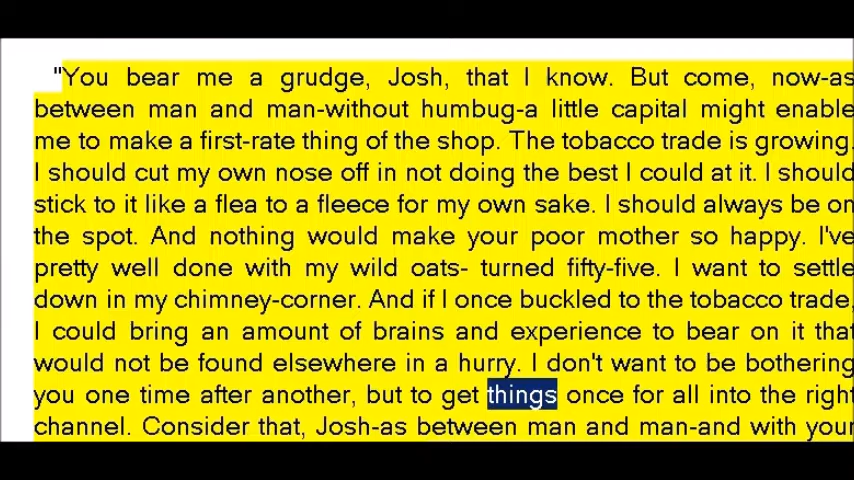 "You bear me a grudge, Josh, that I know. But come, now-as
between man and man-without humbug-a little capital might enable
me to make a first-rate thing of the shop. The tobacco trade is growing.
I should cut my own nose off in not doing the best I could at it. I should
stick to it like a flea to a fleece for my own sake. I should always be on
the spot. And nothing would make your poor mother so happy. I've
pretty well done with my wild oats- turned fifty-five. I want to settle
down in my chimney-corner. And if I once buckled to the tobacco trade,
I could bring an amount of brains and experience to bear on it that
would not be found elsewhere in a hurry. I don't want to be bothering
you one time after another, but to get things once for all into the right
channel. Consider that, Josh-as between man and man-and with your